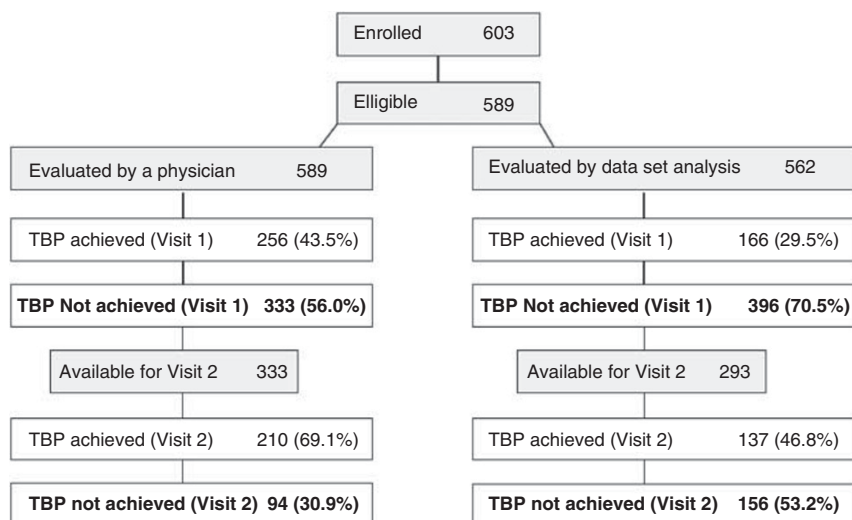 Enrolled 603
Elligible 589
Evaluated by a physician 589
TBP achieved (Visit 1) 256 (43.5%)
TBP Not achieved (Visit 1) 333 (56.0%)
Available for Visit 2 333
TBP achieved (Visit 2) 210 (69.1%)
TBP not achieved (Visit 2) 94 (30.9%)
Evaluated by data set analysis 562
TBP achieved (Visit 1) 166 (29.5%)
TBP Not achieved (Visit 1) 396 (70.5%)
Available for Visit 2 293
TBP achieved (Visit 2) 137 (46.8%)
TBP not achieved (Visit 2) 156 (53.2%)